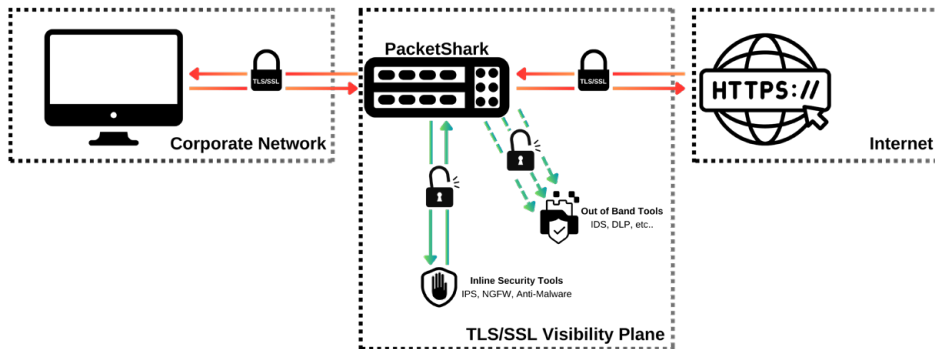 PacketShark
TLS/SSL
TLS/SSL
HTTPS://
Corporate Network
Internet
Out of Band Tools
IDS, DLP, etc..
Inline Security Tools
IPS, NGFW, Anti-Malware
TLS/SSL Visibility Plane